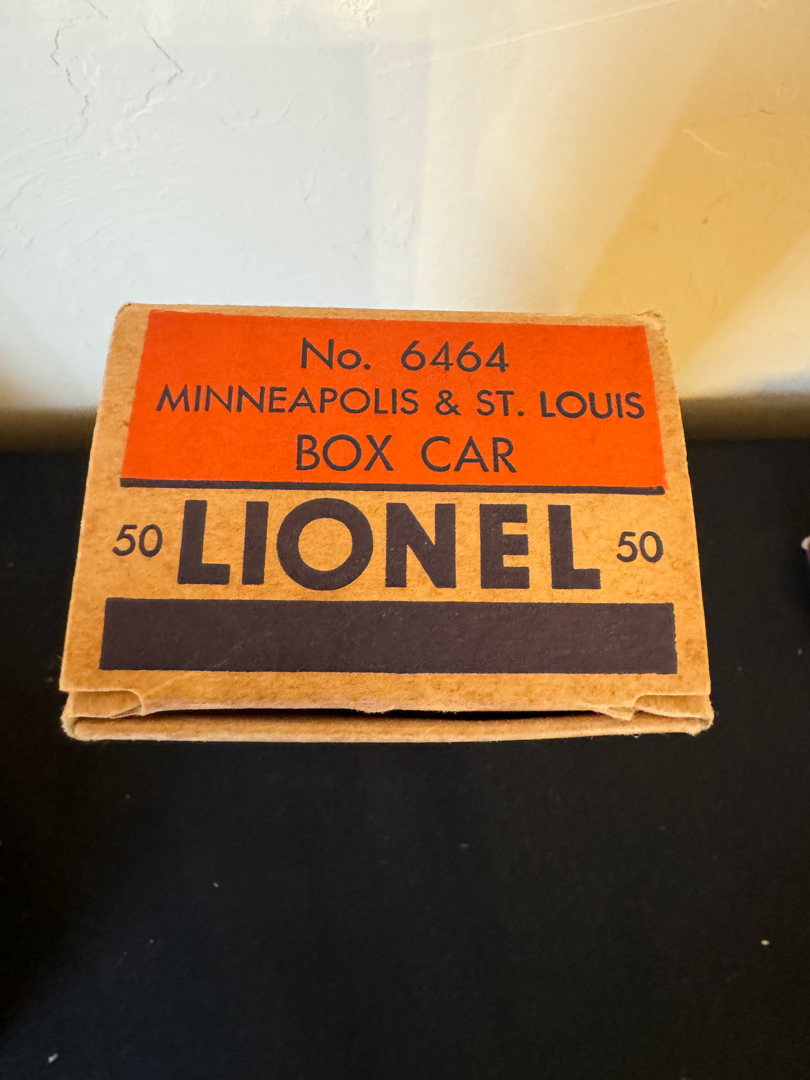 No. 6464
MINNEAPOLIS & ST. LOUIS
BOX CAR
50 LIONEL 50